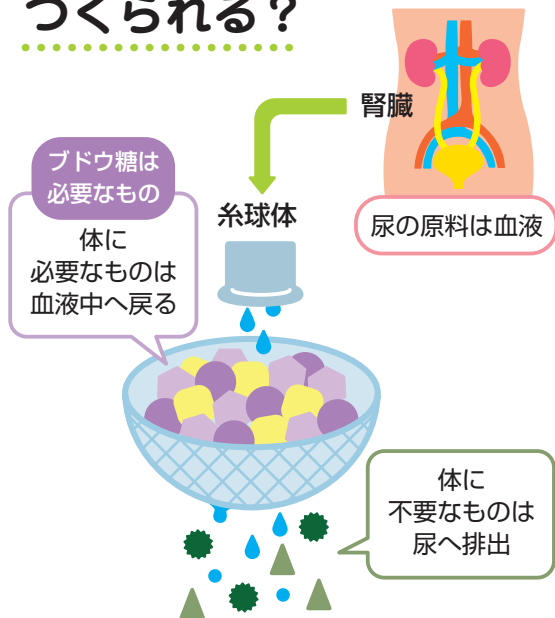 つくられる？
腎臓
ブドウ糖は
必要なもの
体に
必要なものは
血液中へ戻る
糸球体
尿の原料は血液
体に
不要なものは
尿へ排出